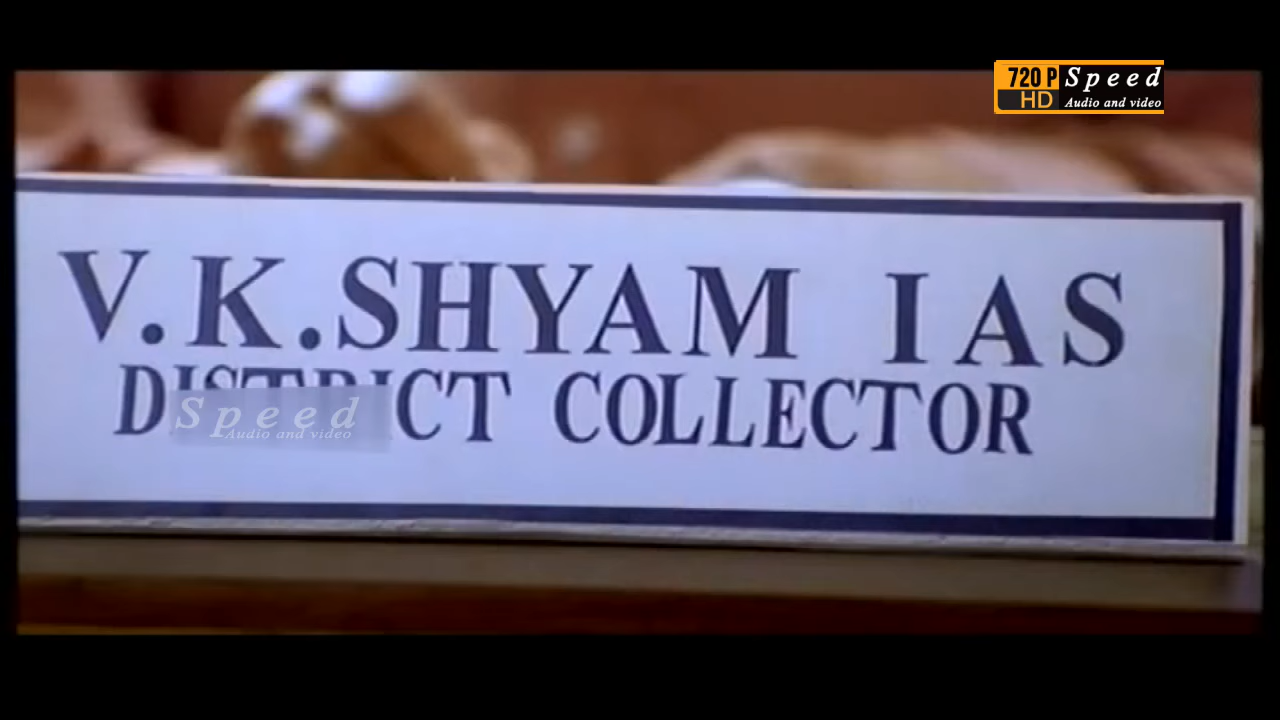 720 P Speed
HD Audio and video
V.K.SHYAM IAS
DISTRICT COLLECTOR
Speed
Audio and video